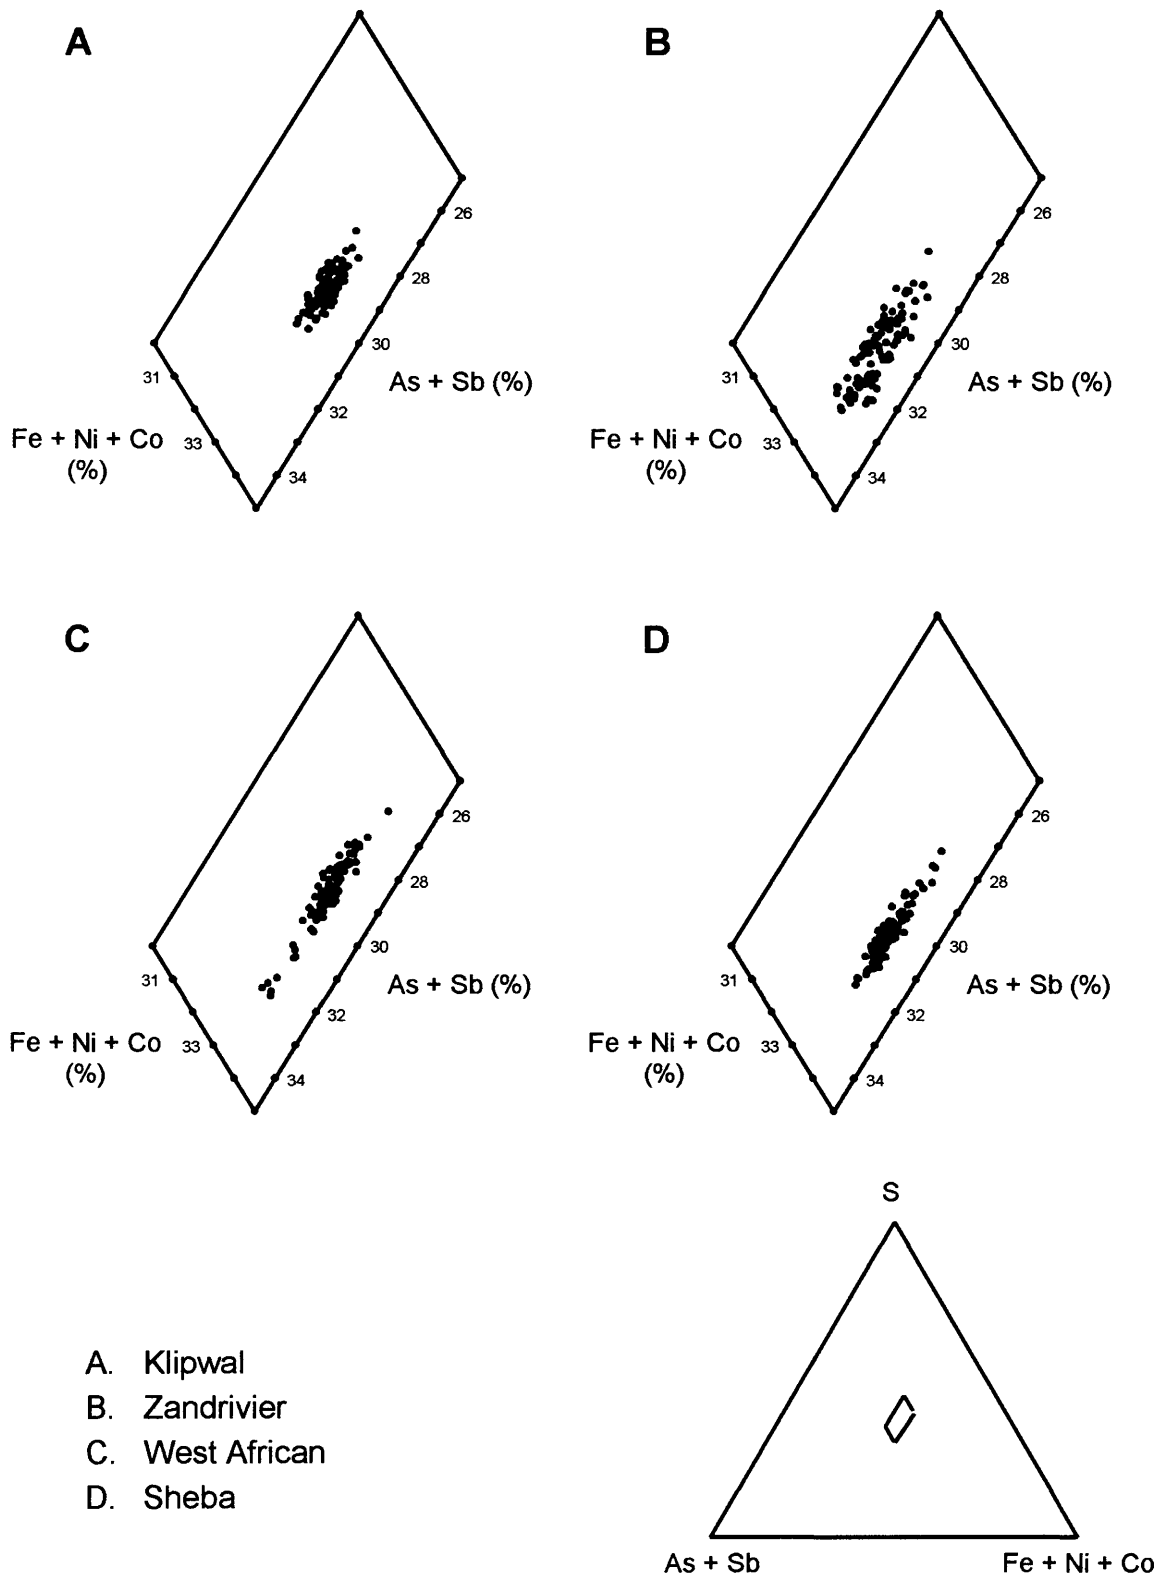 A
26
28
30
As + Sb (%)
31
32
Fe + Ni + Co
33
(%)
34
B
26
28
30
As + Sb (%)
31
32
Fe + Ni + Co
33
(%)
34
C
26
28
30
As + Sb (%)
31
32
Fe + Ni + Co
33
(%)
34
D
26
28
30
As + Sb (%)
31
32
Fe + Ni + Co
33
(%)
34
A. Klipwal
B. Zandrivier
C. West African
D. Sheba
S
As + Sb
Fe + Ni + Co